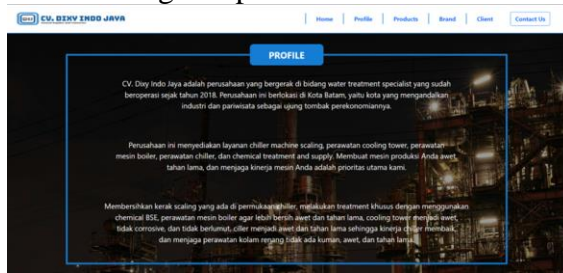 CV. DIXY INDO JAYA
Home Profile Products Brand Client Contact Us
PROFILE
CV. Dixy Indo Jaya adalah perusahaan yang bergerak di bidang water treatment specialist yang sudah
beroperasi sejak tahun 2018. Perusahaan ini berlokasi di Kota Batam, yaitu kota yang mengandalkan
industri dan pariwisata sebagai ujung tombak perekonomiannya.
Perusahaan ini menyediakan layanan chiller machine scaling, perawatan cooling tower, perawatan
mesin boiler, perawatan chiller, dan chemical treatment and supply. Membuat mesin produksi Anda awet,
tahan lama, dan menjaga kinerja mesin Anda adalah prioritas utama kami.
Membersihkan kerak scaling yang ada di permukaan chiller, melakukan treatment khusus dengan menggunakan
chemical BSE, perawatan mesin boiler agar lebih bersih awet dan tahan lama, cooling tower menjadi awet,
tidak corrosive, dan tidak berlumut, ciller menjadi awet dan tahan lama sehingga kinerja chiller membaik,
dan menjaga perawatan kolam renang tidak ada kuman, awet, dan tahan lama.